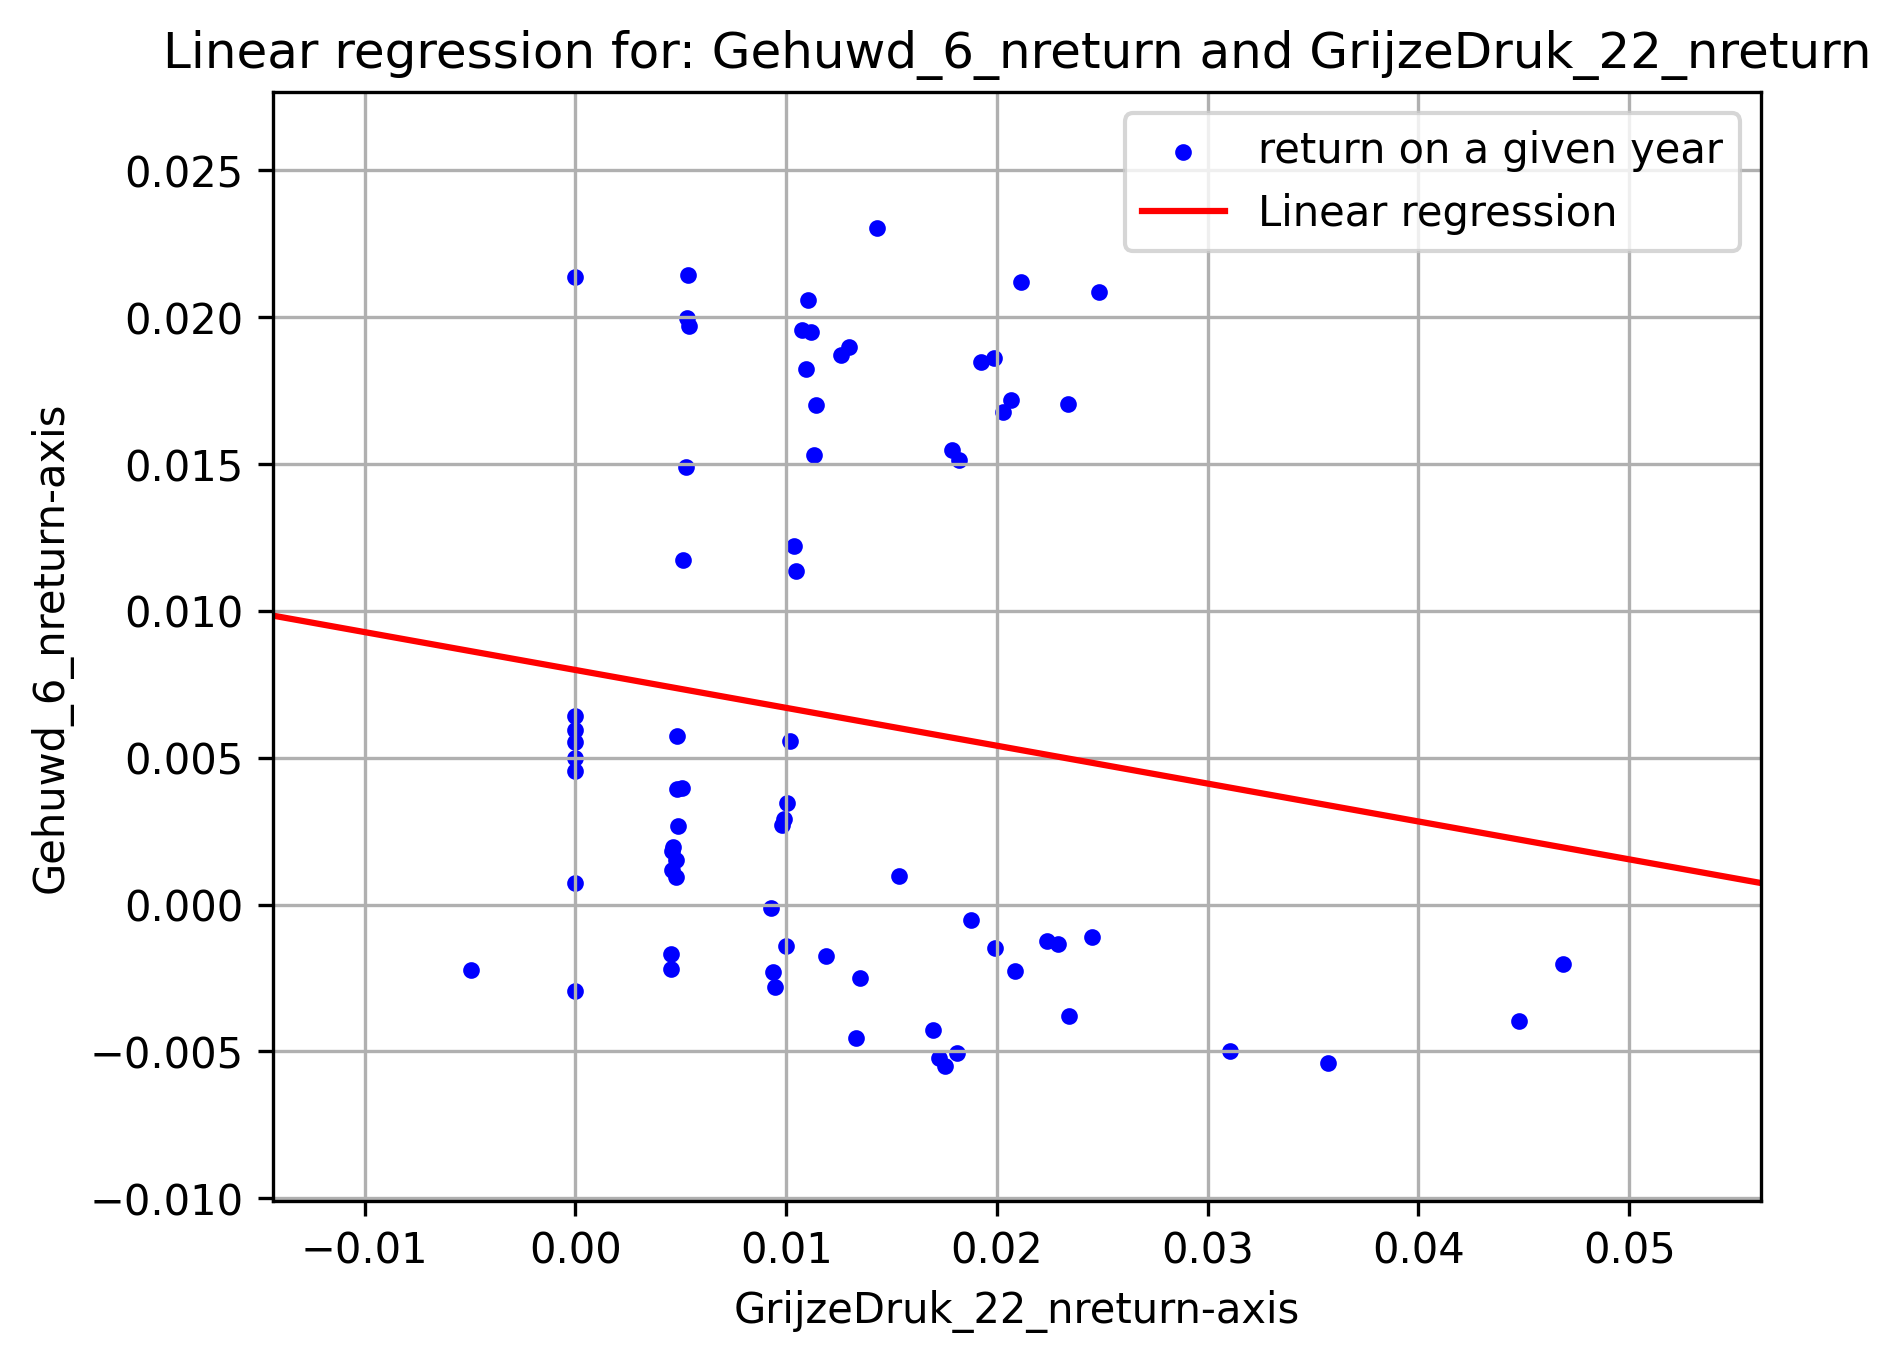 Linear regression for: Gehuwd_6_nreturn and GrijzeDruk_22_nreturn
return on a given year
Linear regression
0.025
0.020
0.015
0.010
0.005
0.000
−0.005
−0.010
Gehuwd_6_nreturn-axis
−0.01 0.00 0.01 0.02 0.03 0.04 0.05
GrijzeDruk_22_nreturn-axis